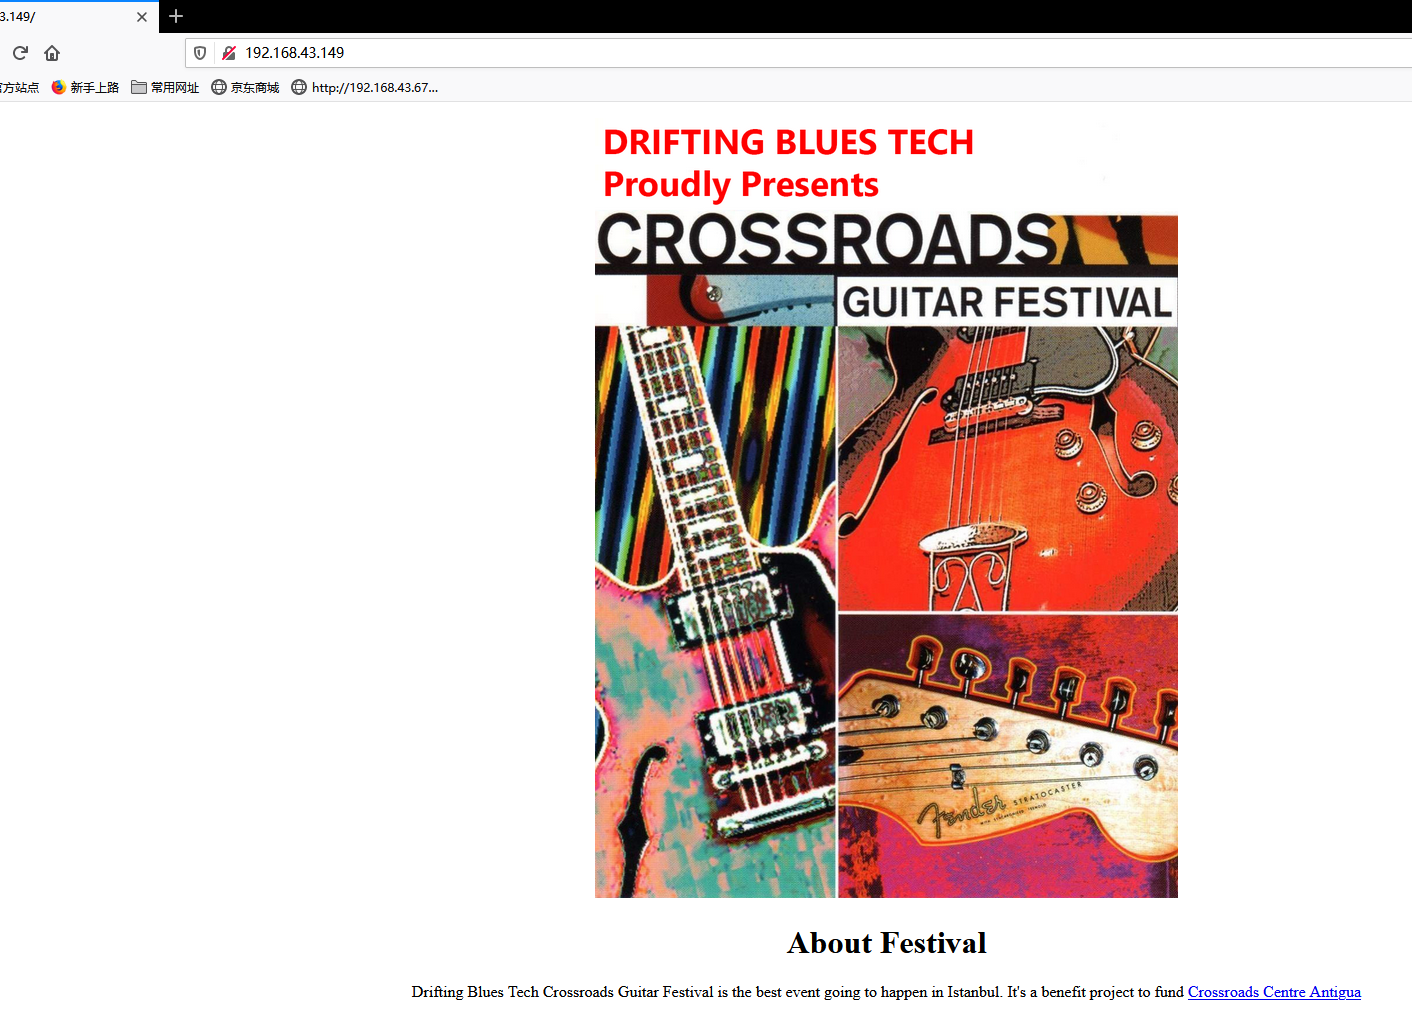 3.149/
192.168.43.149
官方站点 新手上路 常用网址 京东商城 http://192.168.43.67...
DRIFTING BLUES TECH
Proudly Presents
CROSSROADS
GUITAR FESTIVAL
Fender STRATOCASTER
About Festival
Drifting Blues Tech Crossroads Guitar Festival is the best event going to happen in Istanbul. It's a benefit project to fund Crossroads Centre Antigua